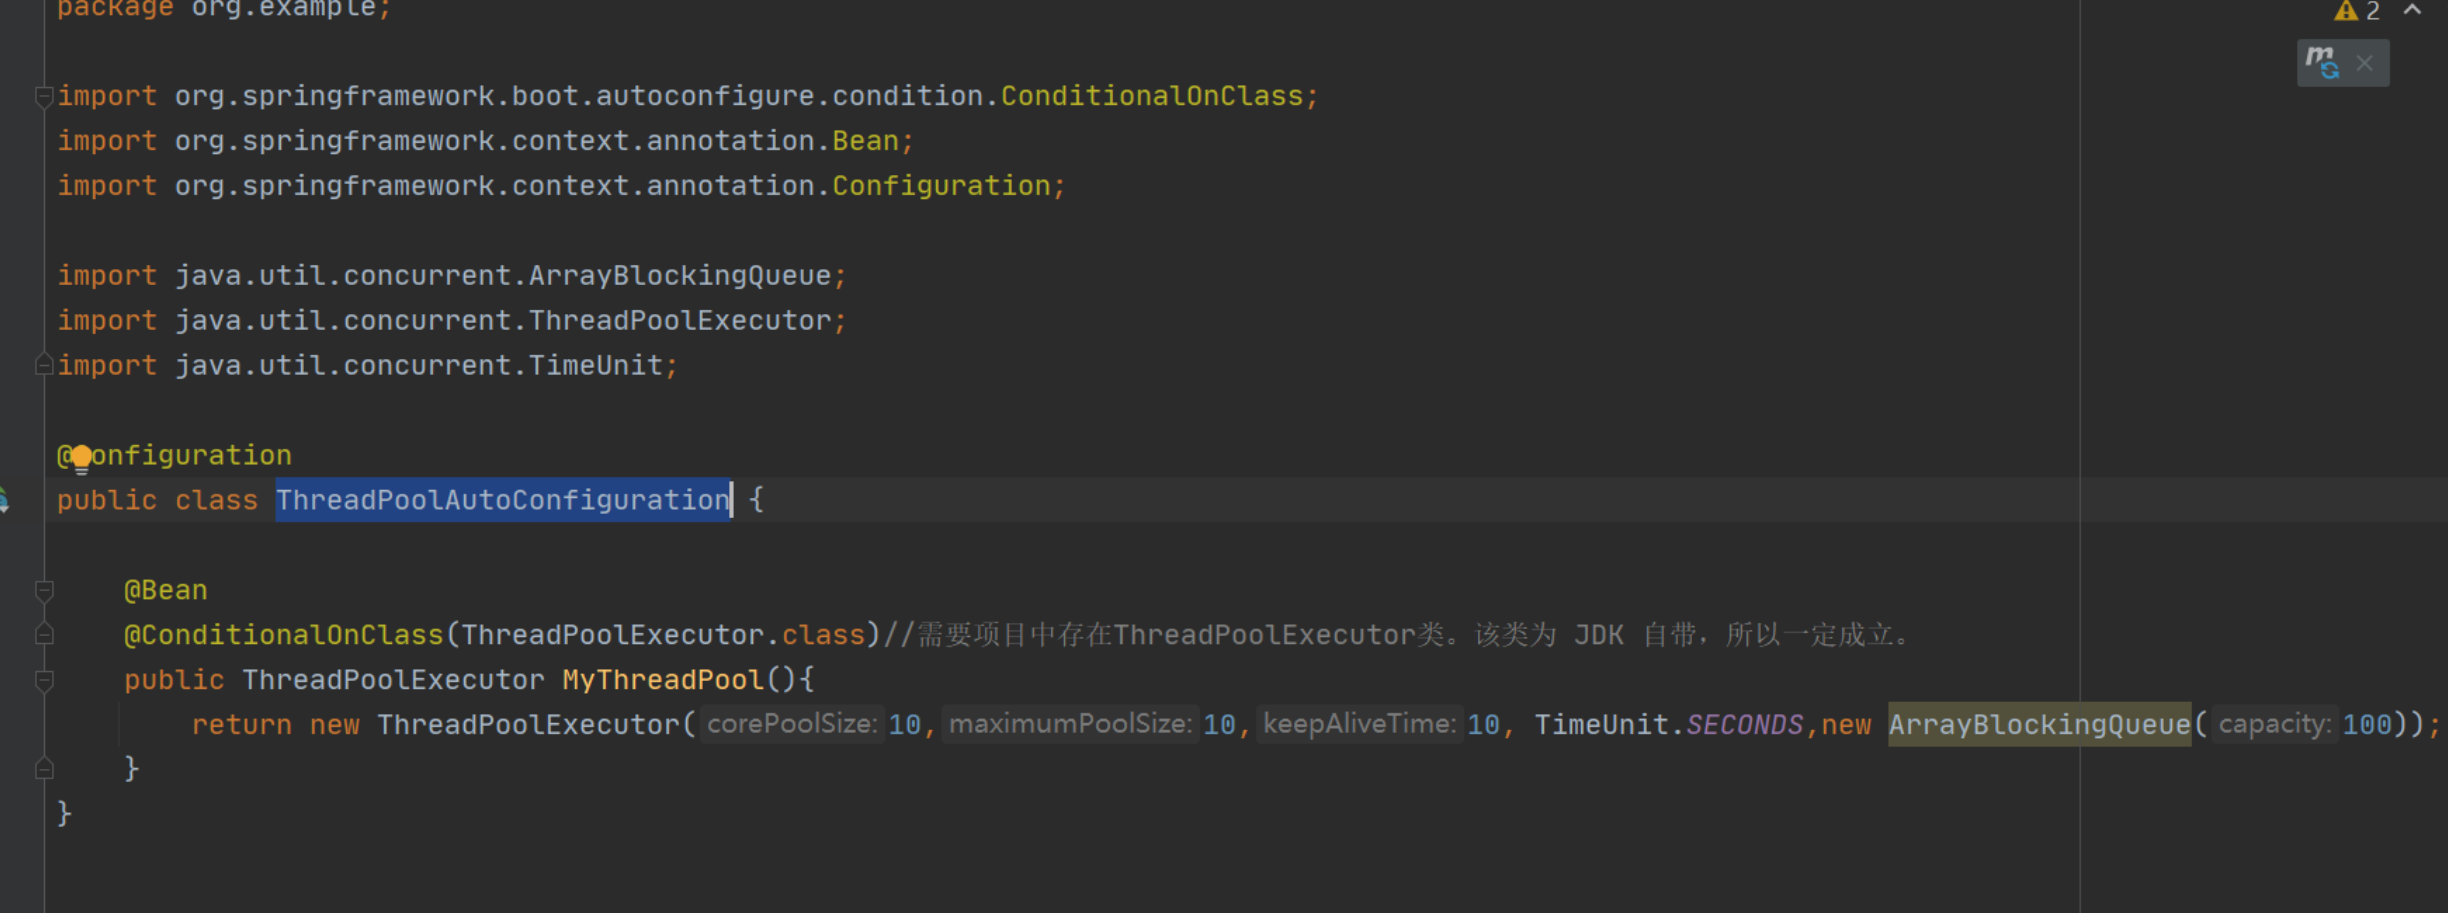 package org.example;
2
import org.springframework.boot.autoconfigure.condition.ConditionalOnClass;
import org.springframework.context.annotation.Bean;
import org.springframework.context.annotation.Configuration;
import java.util.concurrent.ArrayBlockingQueue;
import java.util.concurrent.ThreadPoolExecutor;
import java.util.concurrent.TimeUnit;
@Configuration
public class ThreadPoolAutoConfiguration {
@Bean
@ConditionalOnClass(ThreadPoolExecutor.class)//需要项目中存在ThreadPoolExecutor类。该类为 JDK 自带，所以一定成立。
public ThreadPoolExecutor MyThreadPool(){
return new ThreadPoolExecutor( corePoolSize: 10, maximumPoolSize: 10, keepAliveTime: 10, TimeUnit.SECONDS,new ArrayBlockingQueue( capacity: 100));
}
}